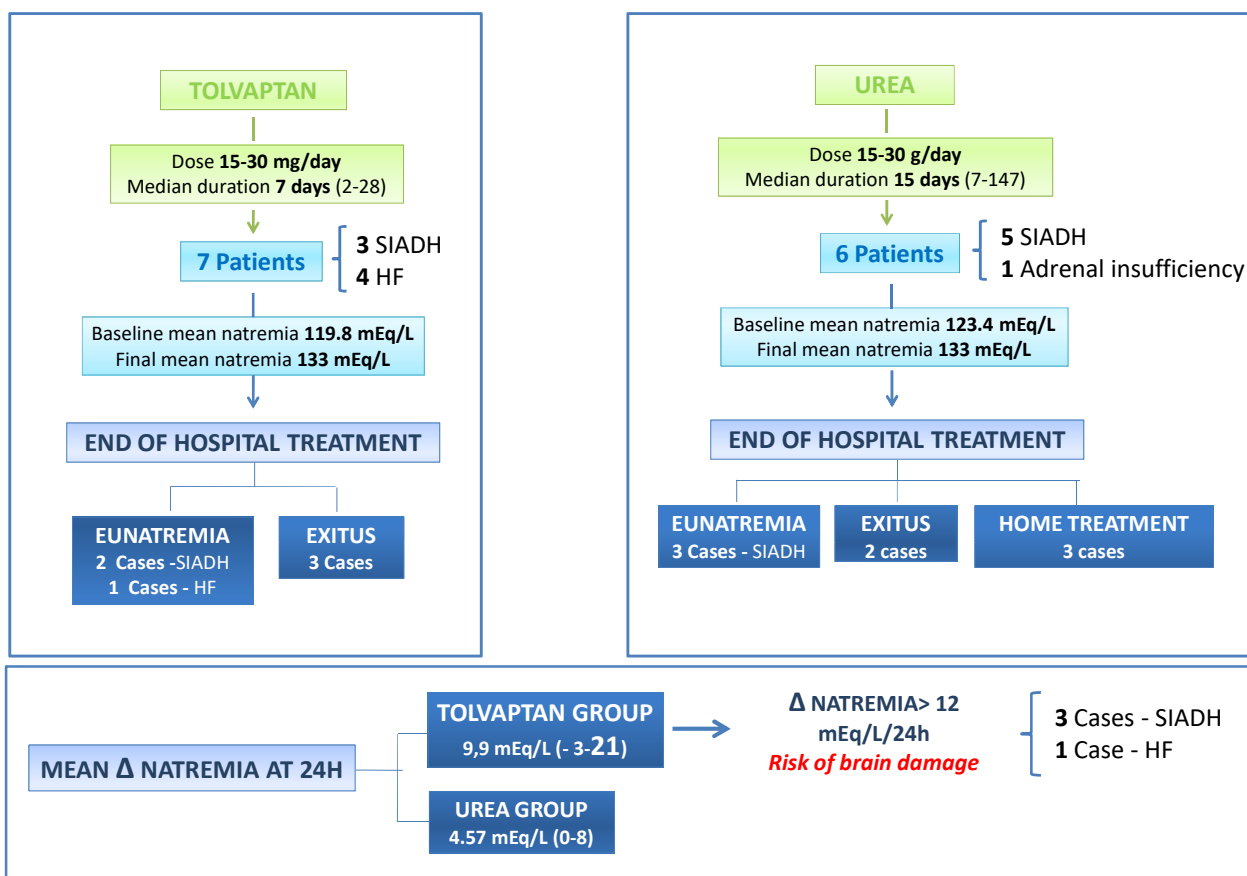 TOLVAPTAN
Dose 15-30 mg/day
Median duration 7 days (2-28)
7 Patients
3 SIADH
4 HF
Baseline mean natremia 119.8 mEq/L
Final mean natremia 133 mEq/L
END OF HOSPITAL TREATMENT
EUNATREMIA
2 Cases -SIADH
1 Cases - HF
EXITUS
3 Cases
UREA
Dose 15-30 g/day
Median duration 15 days (7-147)
6 Patients
5 SIADH
1 Adrenal insufficiency
Baseline mean natremia 123.4 mEq/L
Final mean natremia 133 mEq/L
END OF HOSPITAL TREATMENT
EUNATREMIA
3 Cases - SIADH
EXITUS
2 cases
HOME TREATMENT
3 cases
MEAN Δ NATREMIA AT 24H
TOLVAPTAN GROUP
9,9 mEq/L (- 3-21)
Δ NATREMIA> 12
mEq/L/24h
Risk of brain damage
3 Cases - SIADH
1 Case - HF
UREA GROUP
4.57 mEq/L (0-8)